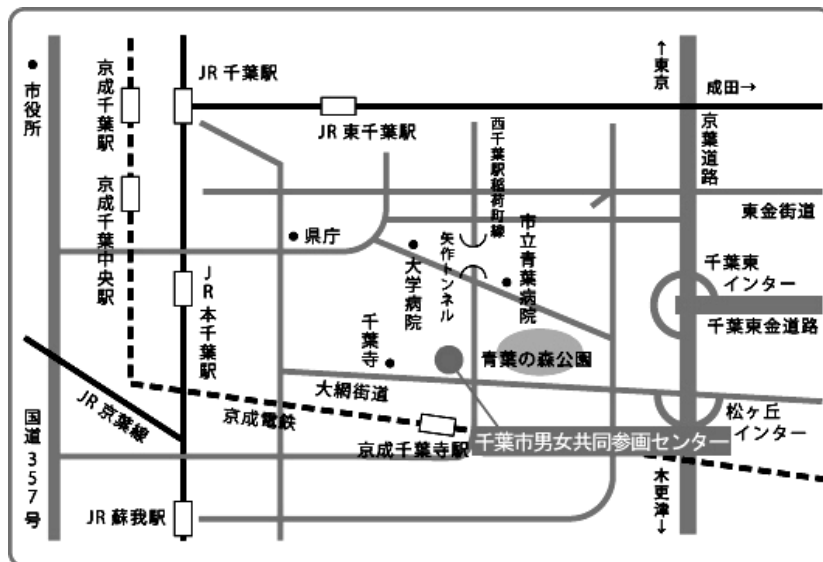 市役所
京成千葉駅
JR 千葉駅
JR 東千葉駅
↑東京
成田→
京葉道路
西千葉駅稲荷町線
京成千葉中央駅
東金街道
県庁
大学病院
矢作トンネル
市立青葉病院
千葉東
インター
千葉東金道路
JR 本千葉駅
千葉寺
青葉の森公園
大網街道
JR 京葉線
京成電鉄
京成千葉寺駅
千葉市男女共同参画センター
松ヶ丘
インター
国道 357 号
JR 蘇我駅
木更津↓